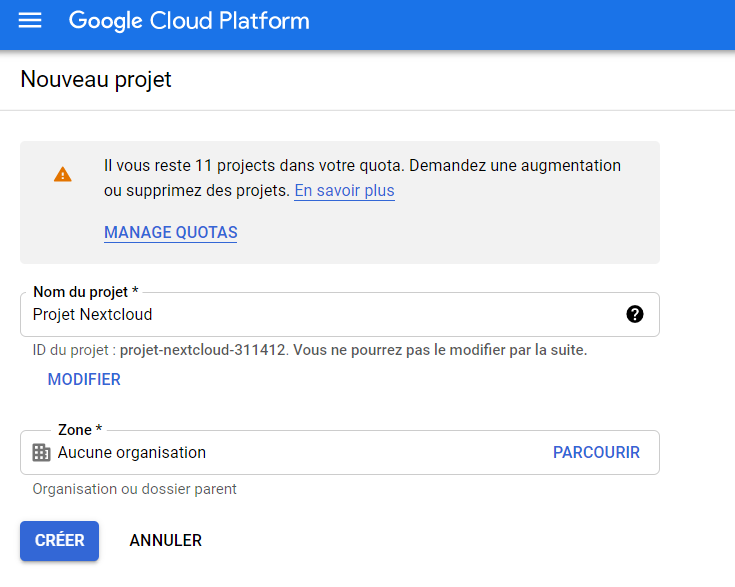 Google Cloud Platform
Nouveau projet
Il vous reste 11 projects dans votre quota. Demandez une augmentation
ou supprimez des projets. En savoir plus
MANAGE QUOTAS
Nom du projet *
Projet Nextcloud
ID du projet : projet-nextcloud-311412. Vous ne pourrez pas le modifier par la suite.
MODIFIER
Zone *
Aucune organisation PARCOURIR
Organisation ou dossier parent
CRÉER ANNULER